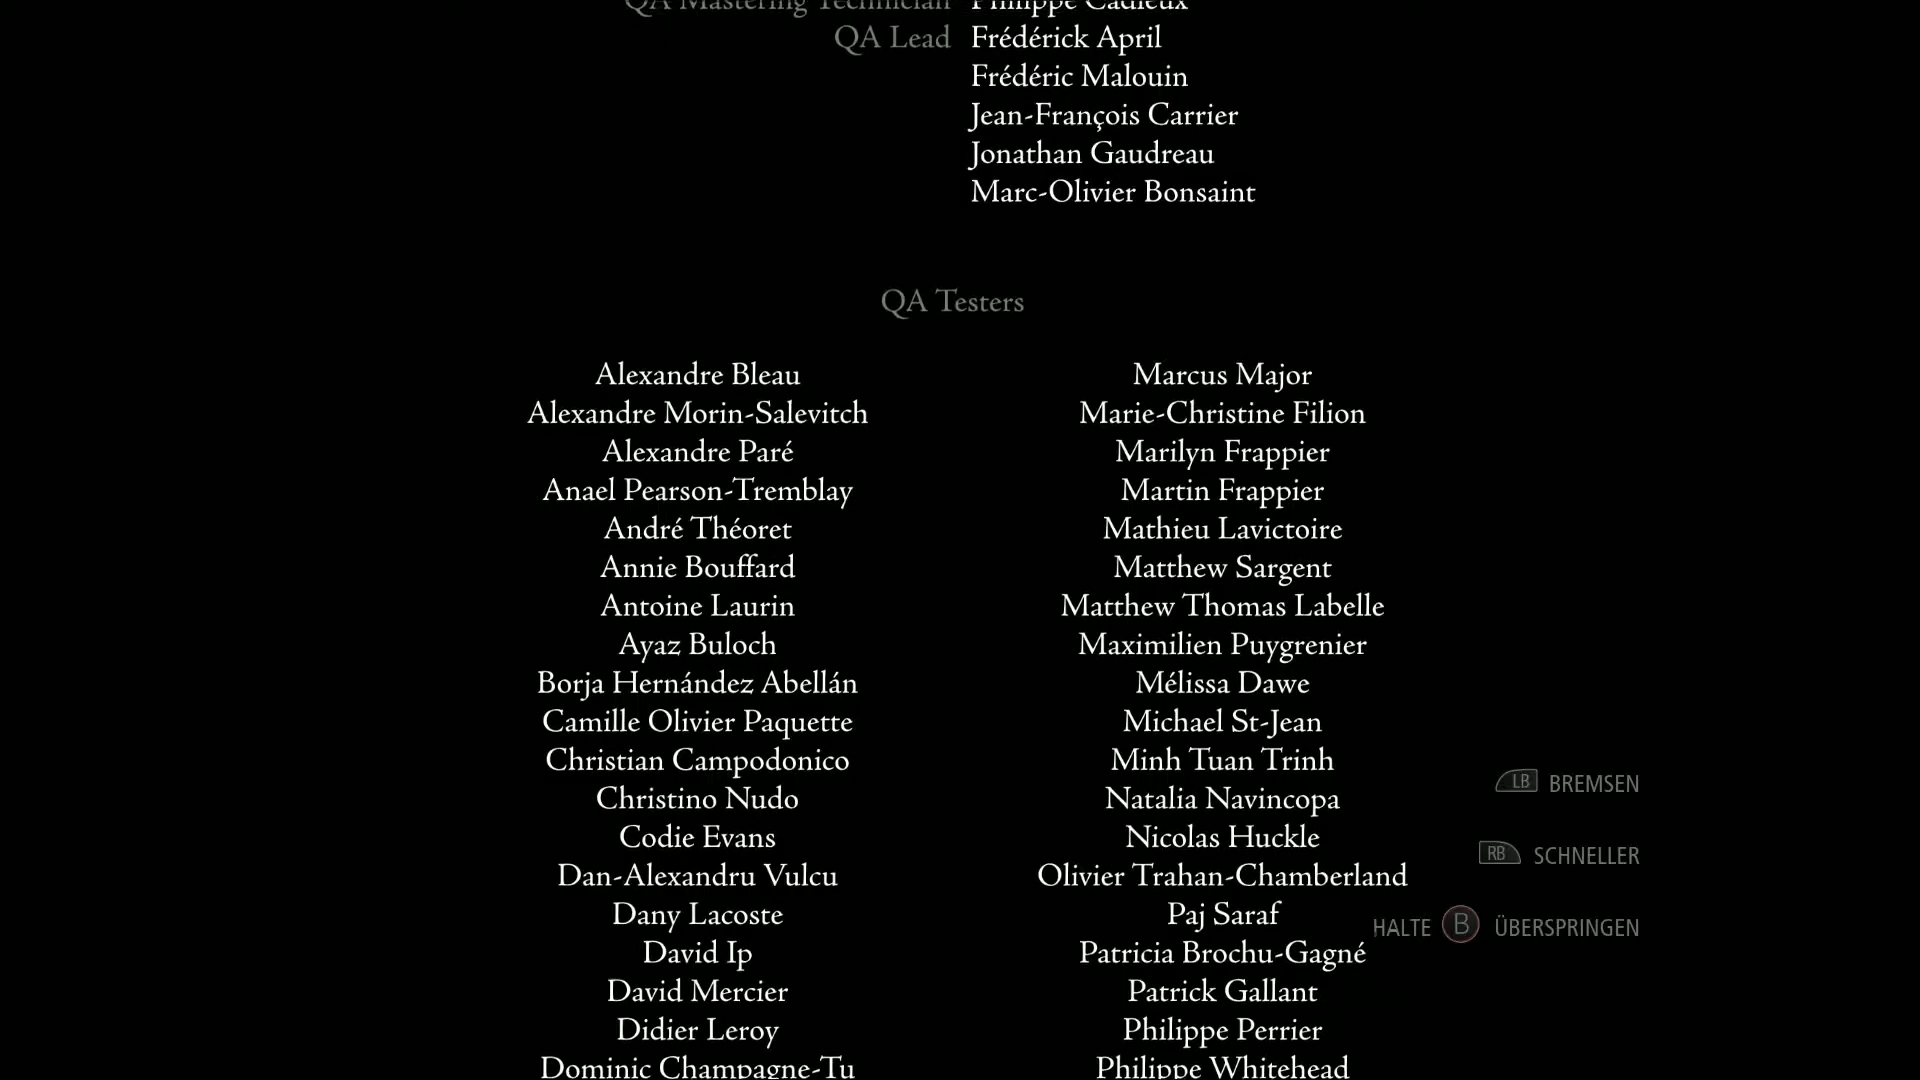 QA Mastering Technician Philippe Cadieux
QA Lead Frédérick April
Frédéric Malouin
Jean-François Carrier
Jonathan Gaudreau
Marc-Olivier Bonsaint
QA Testers
Alexandre Bleau Marcus Major
Alexandre Morin-Salevitch Marie-Christine Filion
Alexandre Paré Marilyn Frappier
Anael Pearson-Tremblay Martin Frappier
André Théoret Mathieu Lavictoire
Annie Bouffard Matthew Sargent
Antoine Laurin Matthew Thomas Labelle
Ayaz Buloch Maximilien Puygrenier
Borja Hernández Abellán Mélissa Dawe
Camille Olivier Paquette Michael St-Jean
Christian Campodonico Minh Tuan Trinh
LB BREMSEN
Christino Nudo Natalia Navincopa
Codie Evans Nicolas Huckle
RB SCHNELLER
Dan-Alexandru Vulcu Olivier Trahan-Chamberland
Dany Lacoste Paj Saraf
HALTE B ÜBERSPRINGEN
David Ip Patricia Brochu-Gagné
David Mercier Patrick Gallant
Didier Leroy Philippe Perrier
Dominic Champagne-Tu Philippe Whitehead